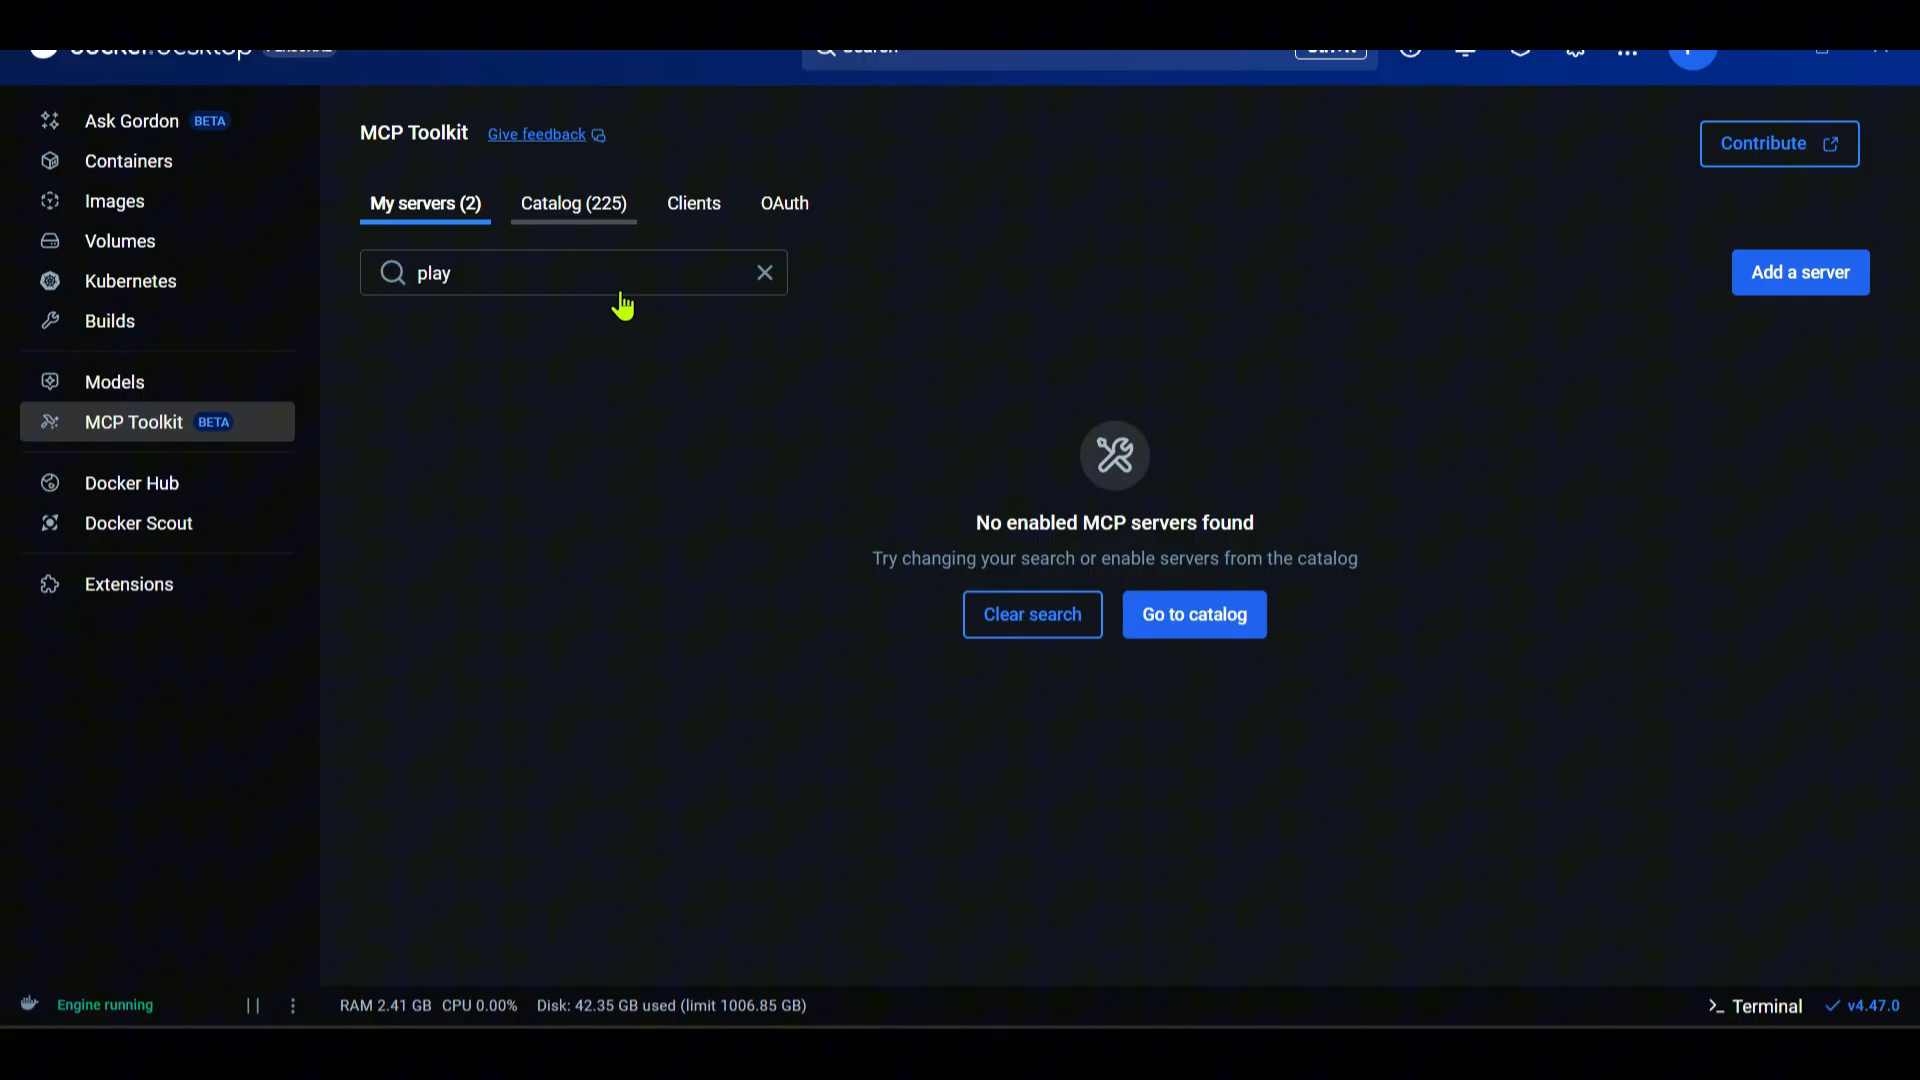 Ask Gordon BETA
Containers
Images
Volumes
Kubernetes
Builds
Models
MCP Toolkit BETA
Docker Hub
Docker Scout
Extensions
MCP Toolkit Give feedback
Contribute
My servers (2) Catalog (225) Clients OAuth
play
Add a server
No enabled MCP servers found
Try changing your search or enable servers from the catalog
Clear search Go to catalog
Engine running
RAM 2.41 GB CPU 0.00% Disk: 42.35 GB used (limit 1006.85 GB)
>_ Terminal
v4.47.0